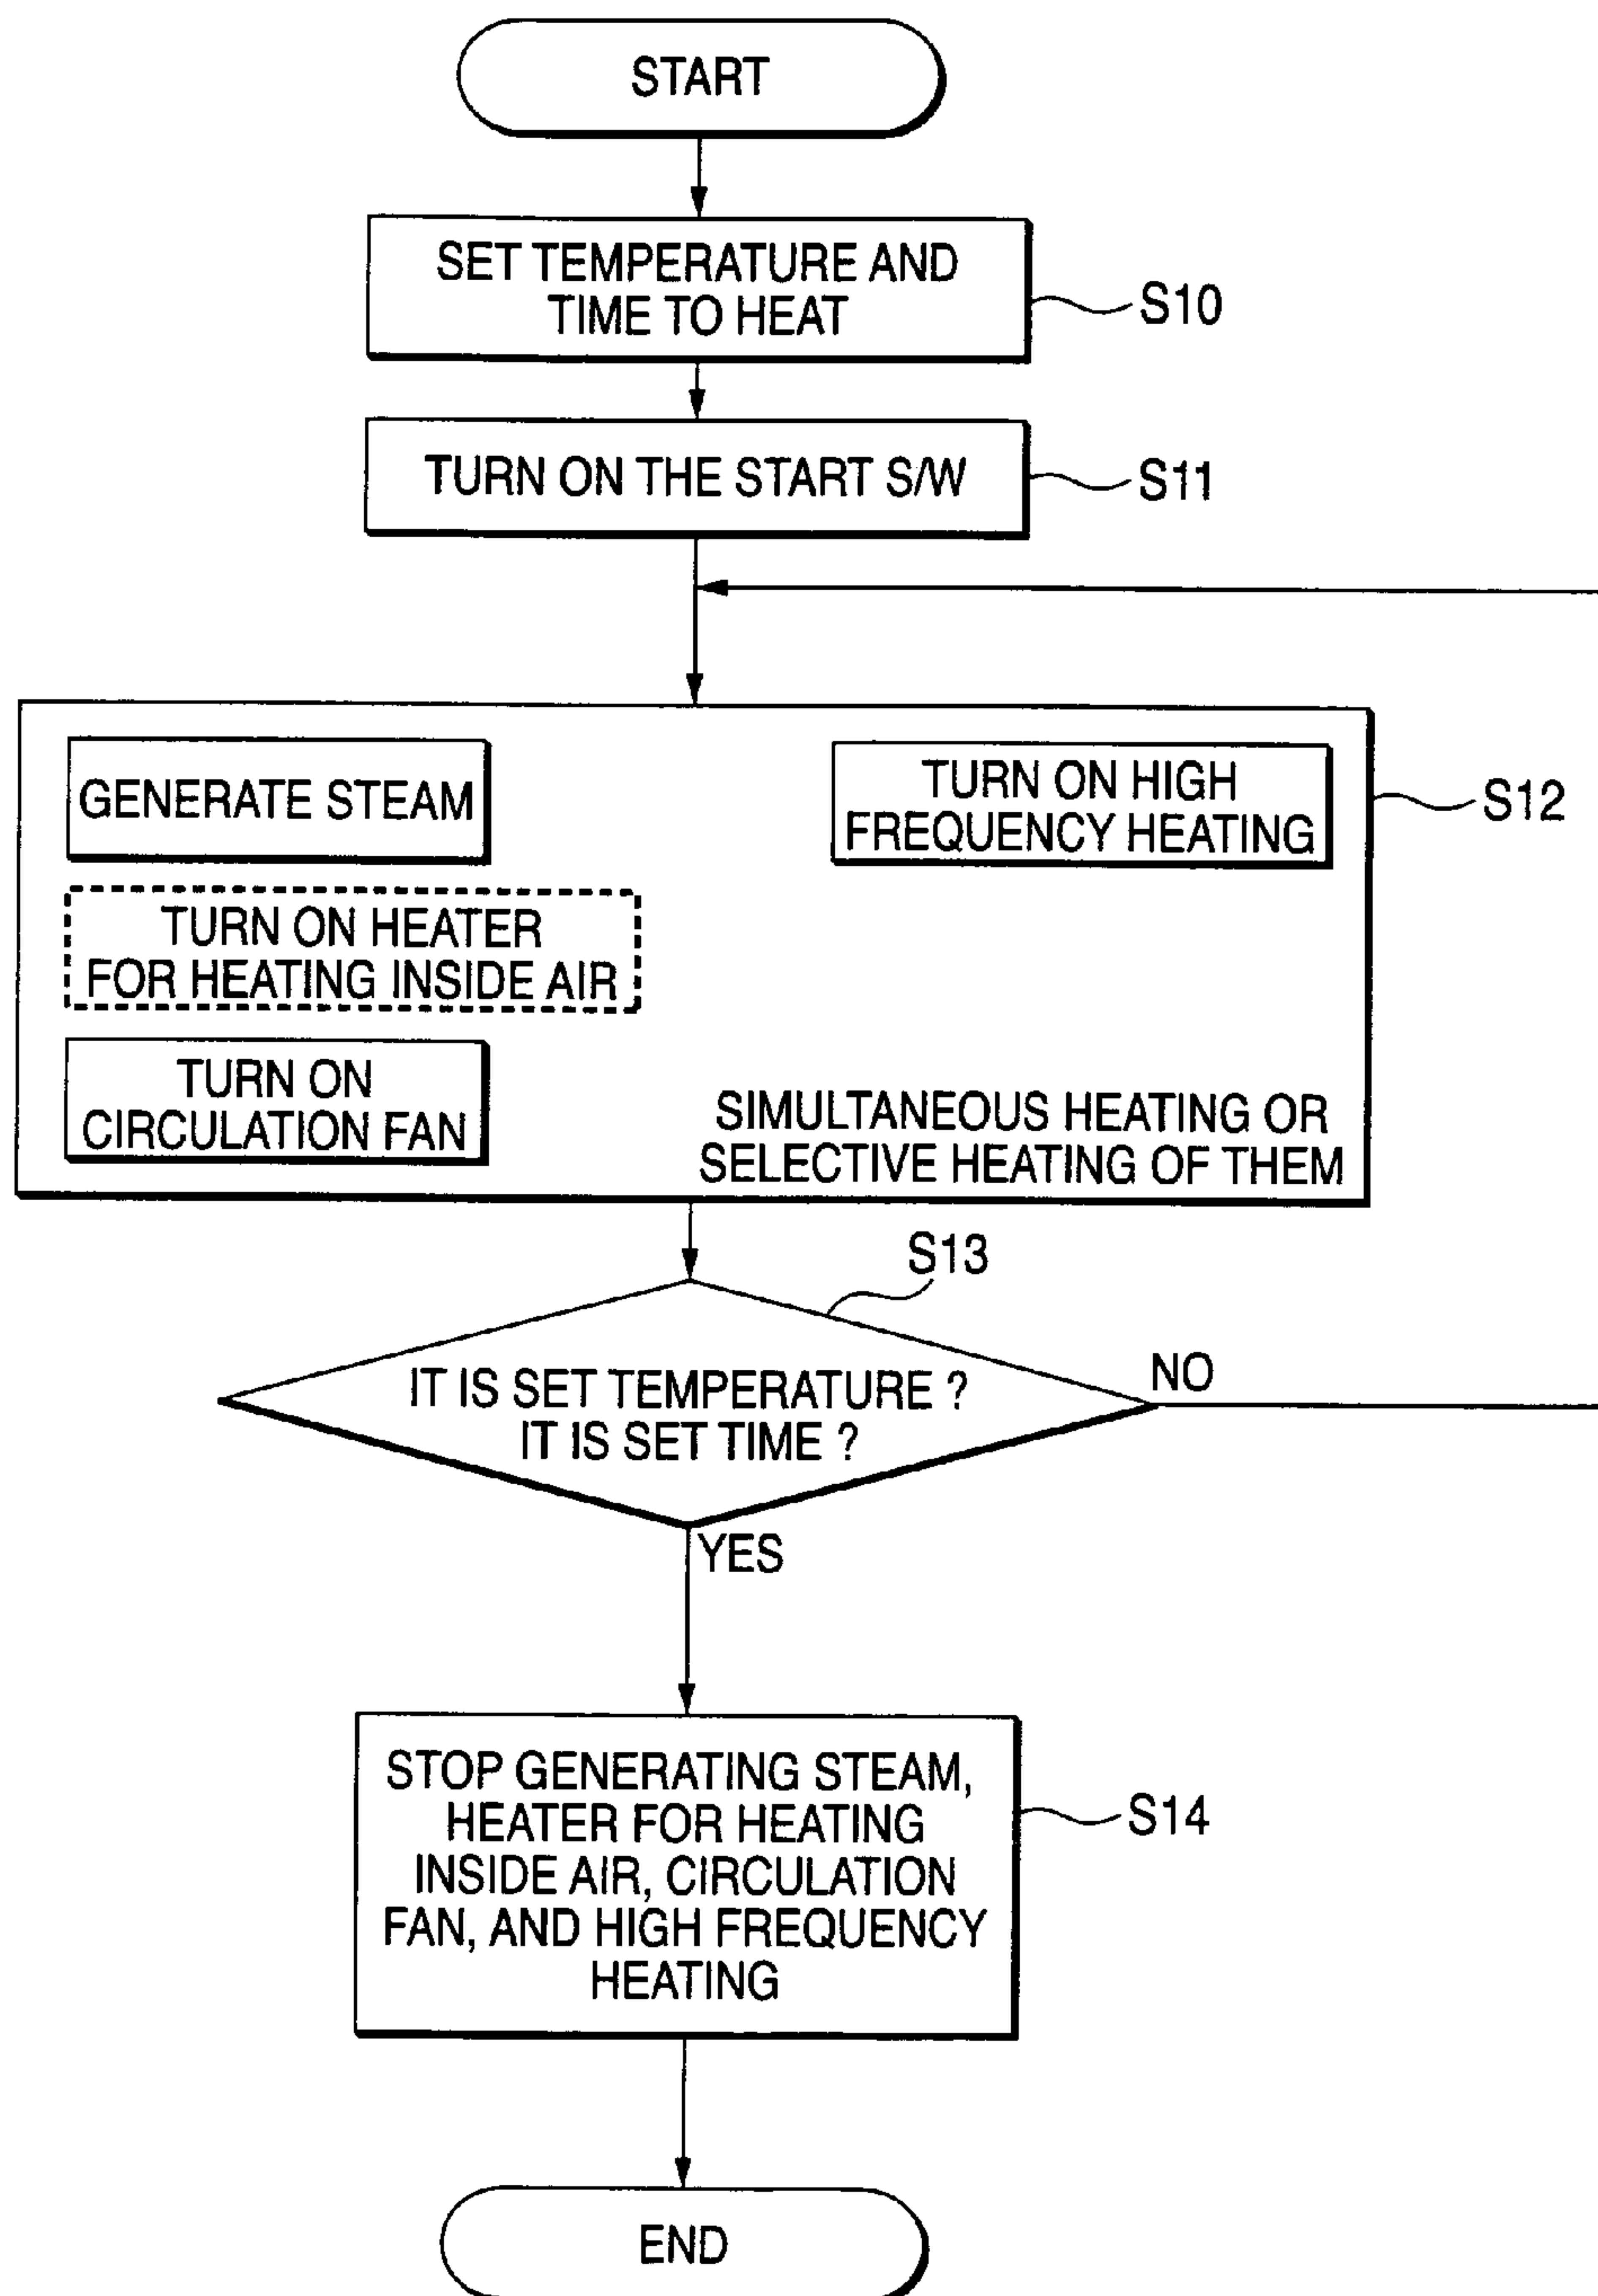 START
SET TEMPERATURE AND
TIME TO HEAT
S10
TURN ON THE START S/W
S11
GENERATE STEAM
TURN ON HIGH
FREQUENCY HEATING
S12
TURN ON HEATER
FOR HEATING INSIDE AIR
TURN ON
CIRCULATION FAN
SIMULTANEOUS HEATING OR
SELECTIVE HEATING OF THEM
S13
IT IS SET TEMPERATURE ?
IT IS SET TIME ?
NO
YES
STOP GENERATING STEAM,
HEATER FOR HEATING
INSIDE AIR, CIRCULATION
FAN, AND HIGH FREQUENCY
HEATING
S14
END